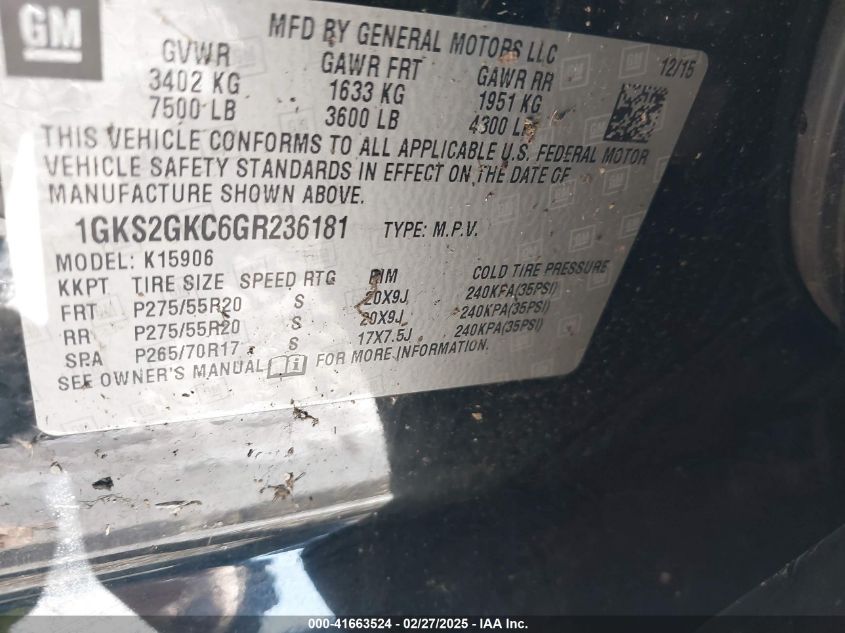 GM
MFD BY GENERAL MOTORS LLC
GVWR GAWR FRT GAWR RR 12/15
3402 KG 1633 KG 1951 KG
7500 LB 3600 LB 4300 LB
THIS VEHICLE CONFORMS TO ALL APPLICABLE U.S. FEDERAL MOTOR
VEHICLE SAFETY STANDARDS IN EFFECT ON THE DATE OF
MANUFACTURE SHOWN ABOVE.
1GKS2GKC6GR236181 TYPE: M.P.V.
MODEL: K15906
KKPT TIRE SIZE SPEED RTG RIM COLD TIRE PRESSURE
FRT P275/55R20 S 20X9J 240KPA(35PSI)
RR P275/55R20 S 20X9J 240KPA(35PSI)
SPA P265/70R17 S 17X7.5J 240KPA(35PSI)
SEE OWNER'S MANUAL FOR MORE INFORMATION.
000-41663524 - 02/27/2025 - IAA Inc.